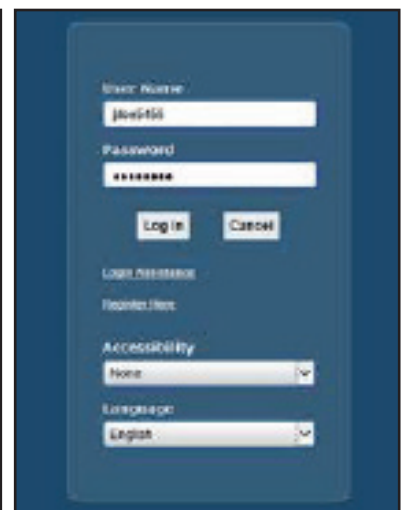 User Name
jdoe5455
Password
Log In Cancel
Login Assistance
Register Here
Accessibility
None
Language
English